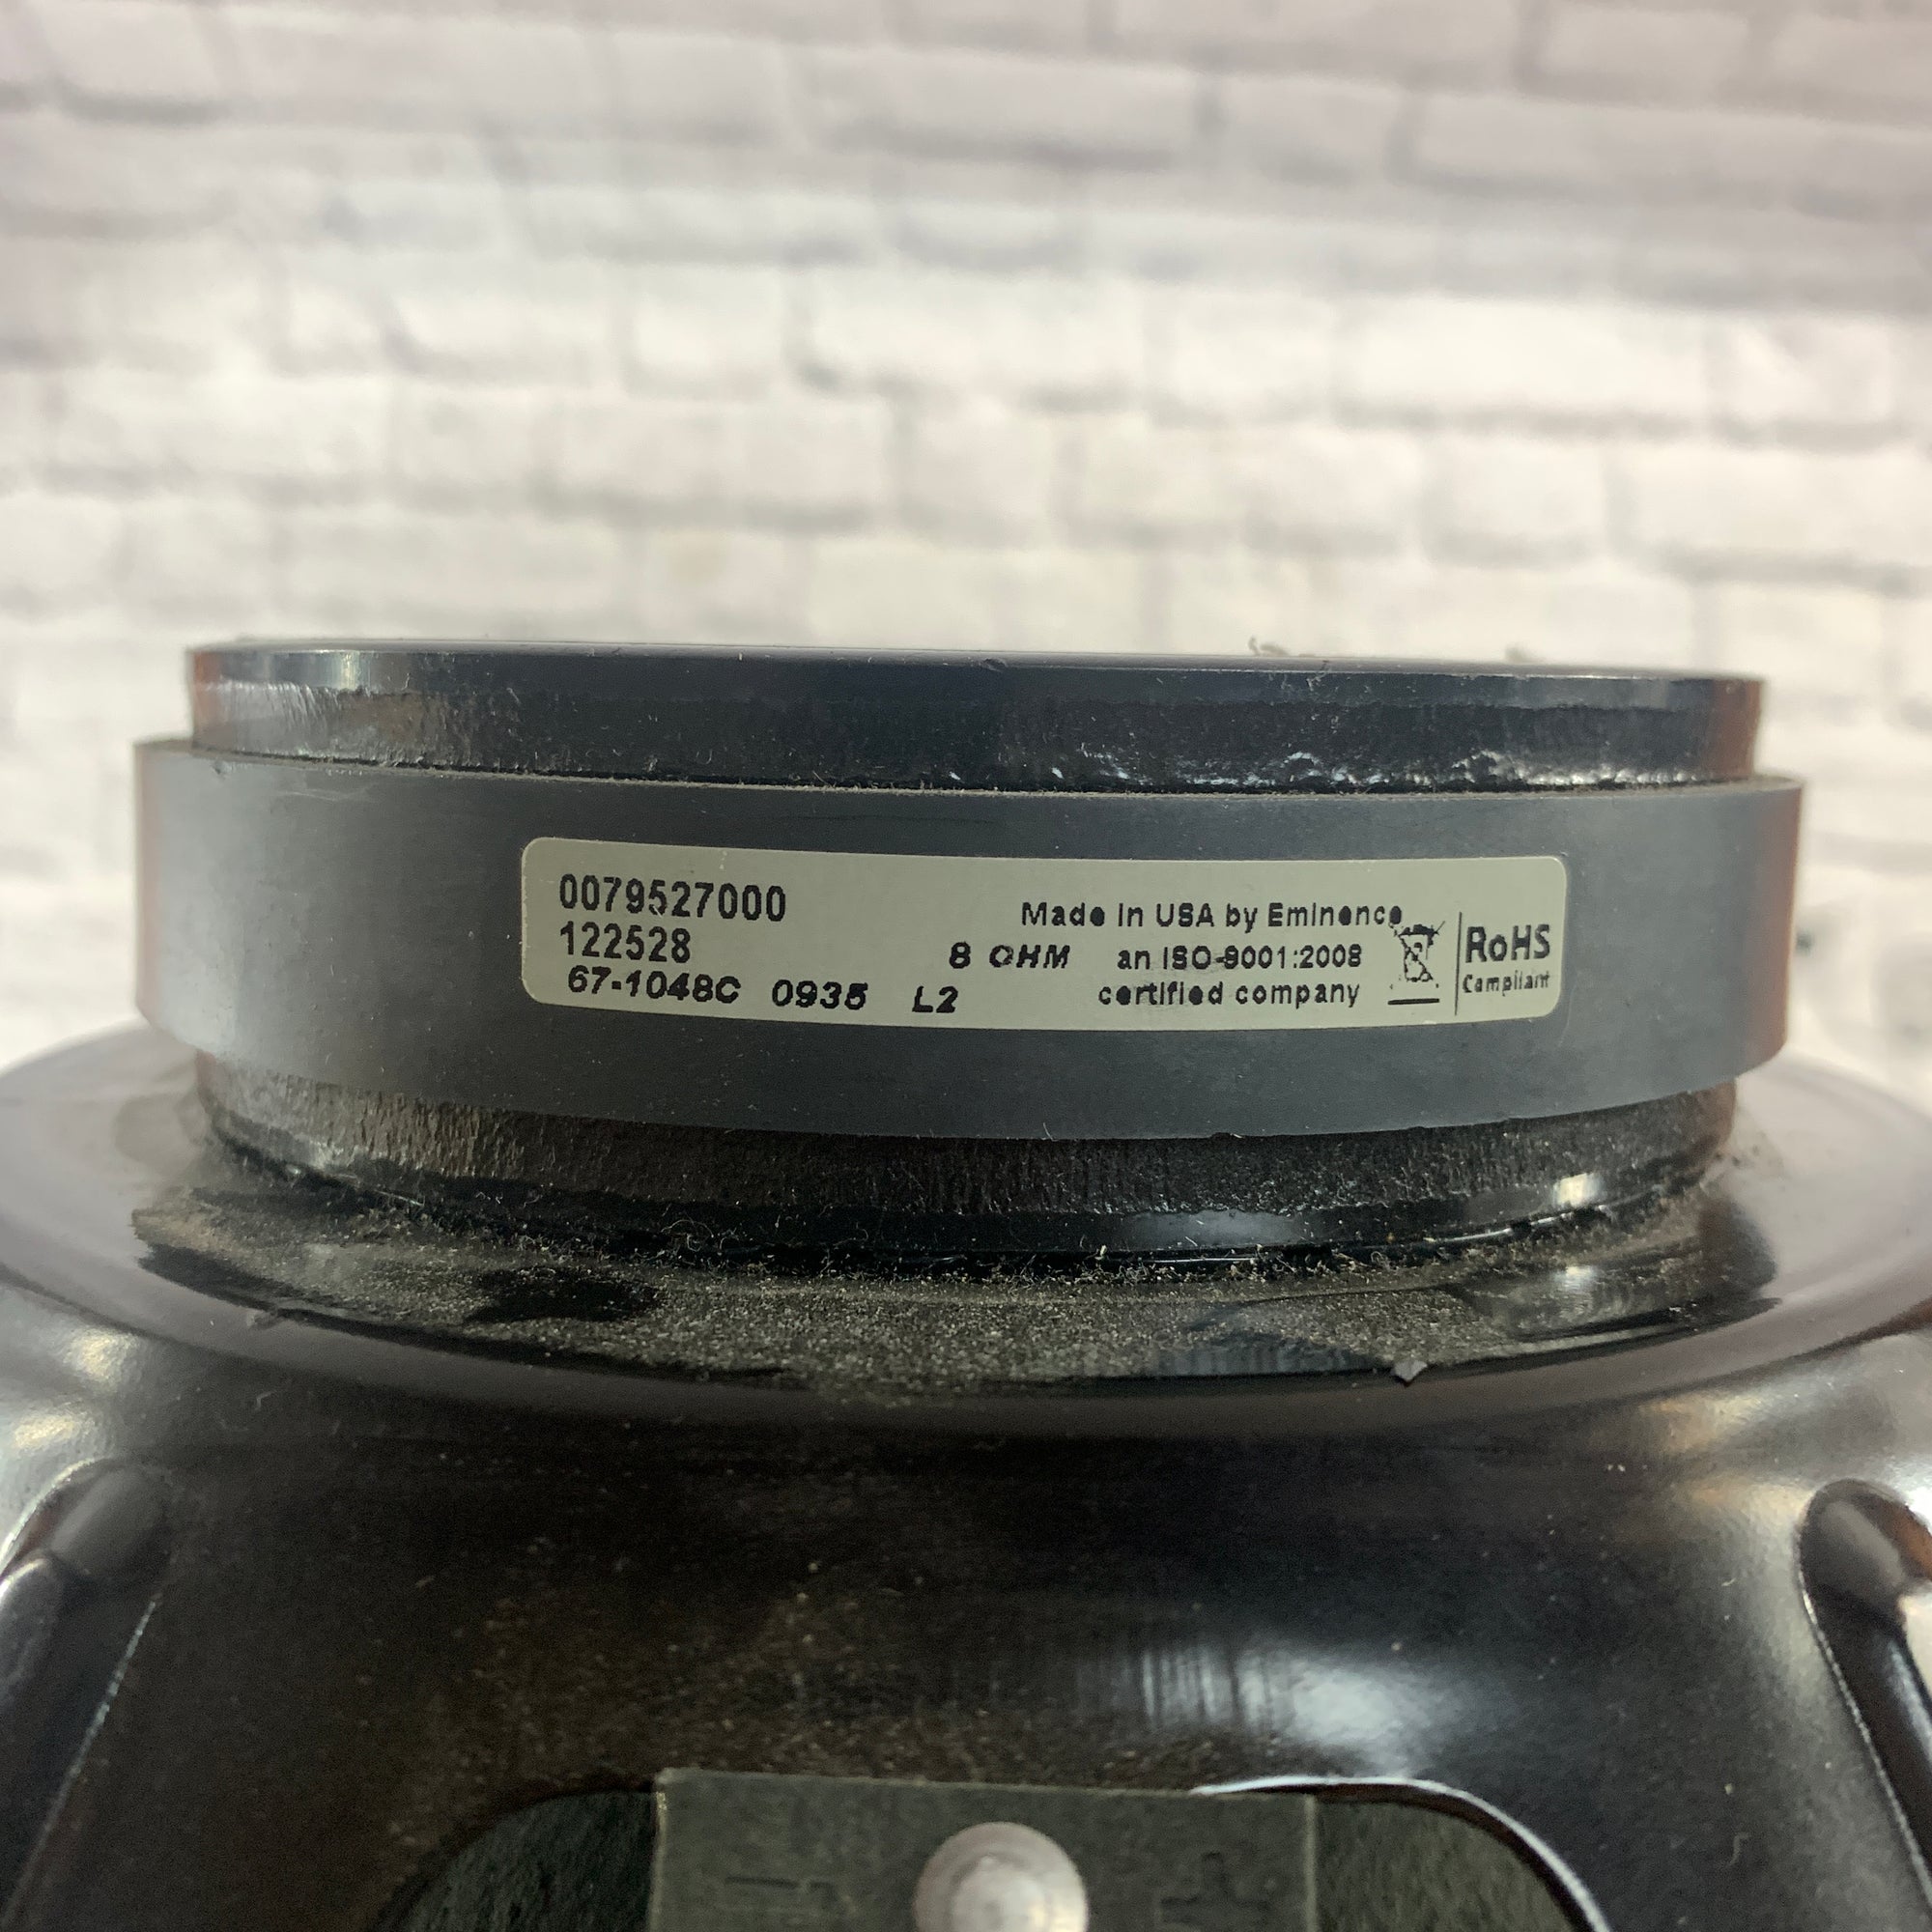 0079527000
122528
67-1048C 0935 L2
8 OHM
Made in USA by Eminence
an ISO-9001:2008
certified company
RoHS
Compliant
- +